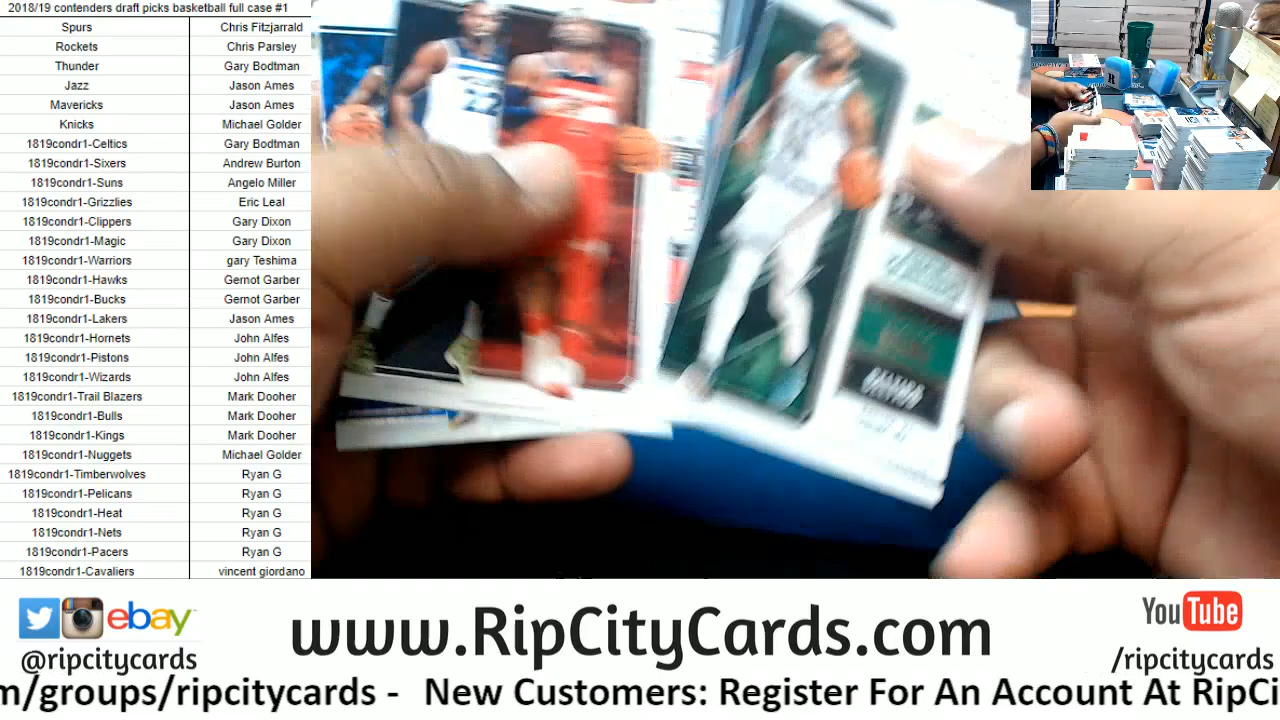 2018/19 contenders draft picks basketball full case #1
Spurs Chris Fitzjarrald
Rockets Chris Parsley
Thunder Gary Bodtman
Jazz Jason Ames
Mavericks Jason Ames
Knicks Michael Golder
1819condr1-Celtics Gary Bodtman
1819condr1-Sixers Andrew Burton
1819condr1-Suns Angelo Miller
1819condr1-Grizzlies Eric Leal
1819condr1-Clippers Gary Dixon
1819condr1-Magic Gary Dixon
1819condr1-Warriors gary Teshima
1819condr1-Hawks Gernot Garber
1819condr1-Bucks Gernot Garber
1819condr1-Lakers Jason Ames
1819condr1-Hornets John Alfes
1819condr1-Pistons John Alfes
1819condr1-Wizards John Alfes
1819condr1-Trail Blazers Mark Dooher
1819condr1-Bulls Mark Dooher
1819condr1-Kings Mark Dooher
1819condr1-Nuggets Michael Golder
1819condr1-Timberwolves Ryan G
1819condr1-Pelicans Ryan G
1819condr1-Heat Ryan G
1819condr1-Nets Ryan G
1819condr1-Pacers Ryan G
1819condr1-Cavaliers vincent giordano
22
ebay
@ripcitycards
www.RipCityCards.com
YouTube
/ripcitycards
m/groups/ripcitycards - New Customers: Register For An Account At RipCi